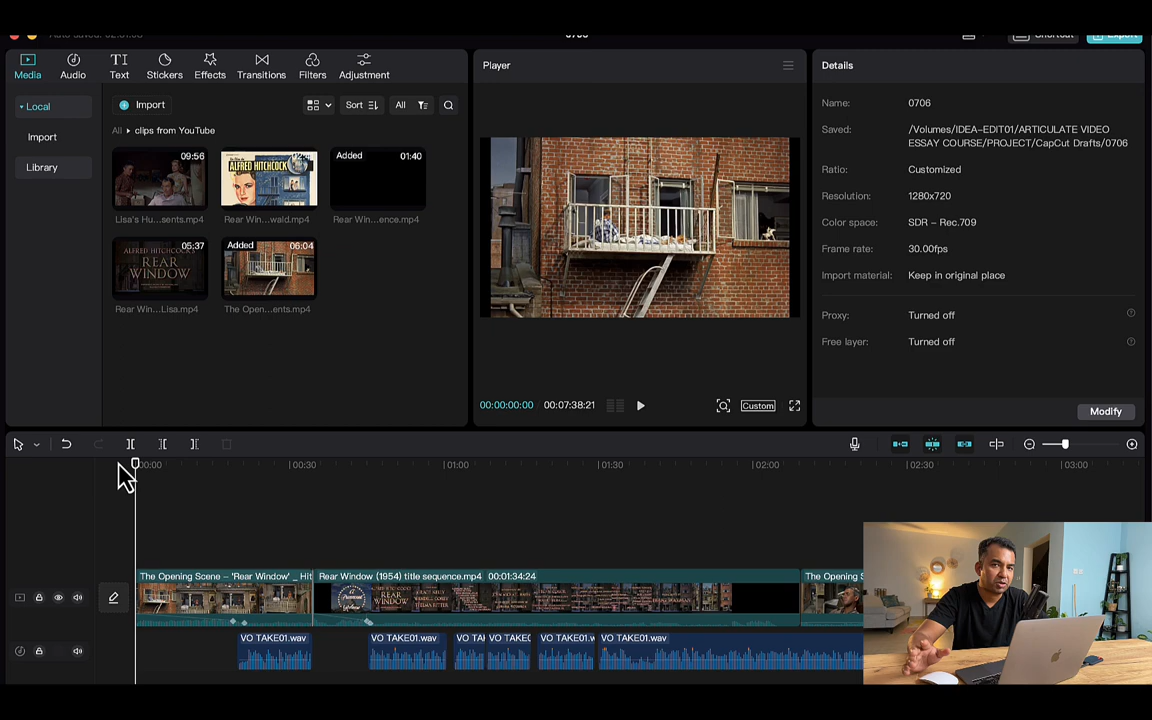 0706
Shortcut
Export
Media
Audio
Text
Stickers
Effects
Transitions
Filters
Adjustment
Local
Import
Library
Import
Sort
All
All
clips from YouTube
09:56
Lisa's Hu...sents.mp4
ALFRED HITCHCOCK'S
Rear Win...wald.mp4
Added
01:40
Rear Win...ence.mp4
05:37
ALFRED HITCHCOCK'S
REAR
WINDOW
Rear Win...Lisa.mp4
Added
06:04
The Open...ents.mp4
Player
00:00:00:00
00:07:38:21
Custom
Details
Name:
0706
Saved:
/Volumes/IDEA-EDIT01/ARTICULATE VIDEO
ESSAY COURSE/PROJECT/CapCut Drafts/0706
Ratio:
Customized
Resolution:
1280x720
Color space:
SDR – Rec.709
Frame rate:
30.00fps
Import material:
Keep in original place
Proxy:
Turned off
Free layer:
Turned off
Modify
00:00
00:30
01:00
01:30
02:00
02:30
03:00
The Opening Scene – 'Rear Window' _ Hit
Rear Window (1954) title sequence.mp4 00:01:34:24
The Opening S
VO TAKE01.wav
VO TAKE01.wav
VO TAK
VO TAKE0
VO TAKE01.w
VO TAKE01.wav